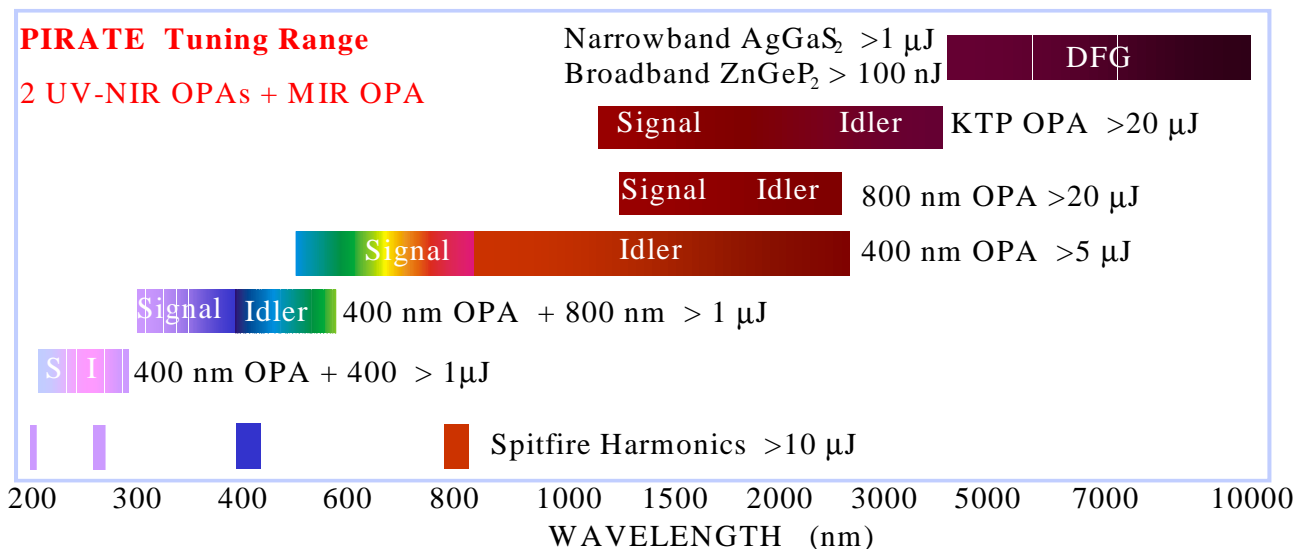 PIRATE Tuning Range
2 UV-NIR OPAs + MIR OPA
Narrowband AgGaS₂ >1 μJ
Broadband ZnGeP₂ > 100 nJ
DFG
Signal Idler KTP OPA >20 μJ
Signal Idler 800 nm OPA >20 μJ
Signal Idler 400 nm OPA >5 μJ
Signal Idler 400 nm OPA + 800 nm > 1 μJ
S I 400 nm OPA + 400 > 1μJ
Spitfire Harmonics >10 μJ
200 300 400 600 800 1000 1500 2000 3000 5000 7000 10000
WAVELENGTH (nm)